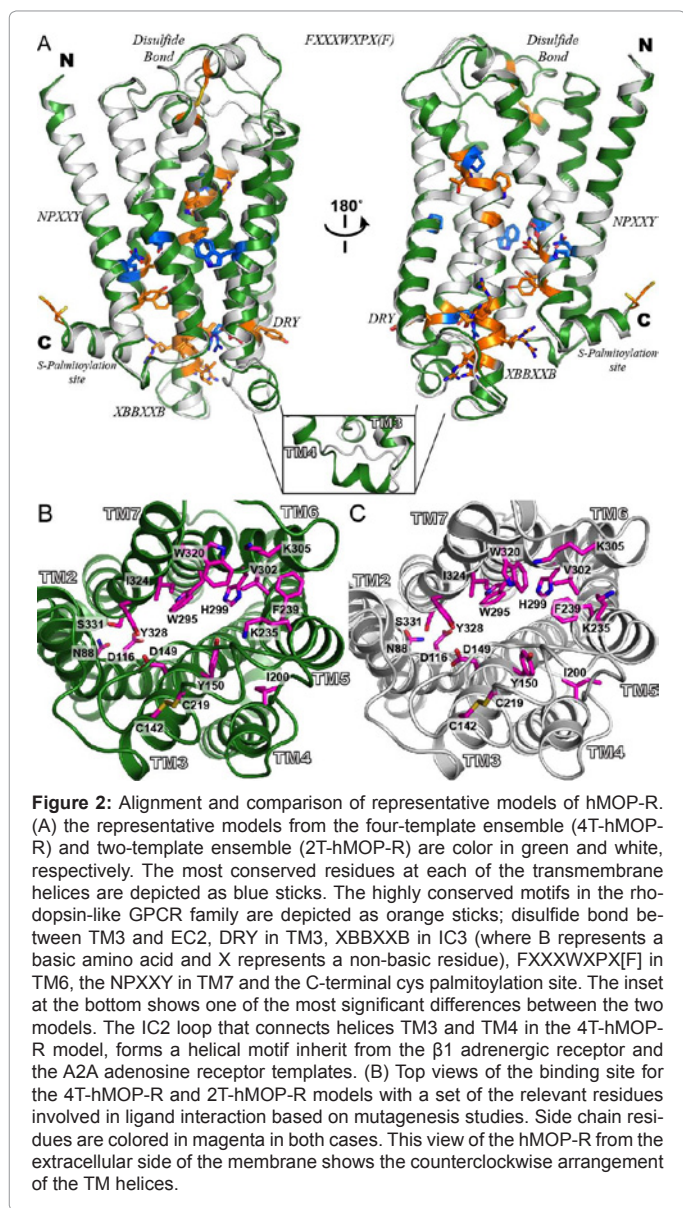 A
N
Disulfide
Bond
FXXXWXPX(F)
Disulfide
Bond
N
NPXXY
180°
NPXXY
C
S-Palmitoylation
site
DRY
XBBXXB
DRY
XBBXXB
C
S-Palmitoylation
site
TM3
TM4
B
TM7
TM6
W320
K305
V302
I324
TM2
W295
H299
F239
S331
Y328
K235
N88
D116
D149
TM5
Y150
I200
C219
C142
TM3
TM4
C
TM7
TM6
W320
K305
V302
I324
TM2
H299
W295
F239
S331
Y328
K235
N88
D116
D149
TM5
Y150
I200
C219
C142
TM3
TM4
Figure 2: Alignment and comparison of representative models of hMOP-R.
(A) the representative models from the four-template ensemble (4T-hMOP-
R) and two-template ensemble (2T-hMOP-R) are color in green and white,
respectively. The most conserved residues at each of the transmembrane
helices are depicted as blue sticks. The highly conserved motifs in the rho-
dopsin-like GPCR family are depicted as orange sticks; disulfide bond be-
tween TM3 and EC2, DRY in TM3, XBBXXB in IC3 (where B represents a
basic amino acid and X represents a non-basic residue), FXXXWXPX[F] in
TM6, the NPXXY in TM7 and the C-terminal cys palmitoylation site. The inset
at the bottom shows one of the most significant differences between the two
models. The IC2 loop that connects helices TM3 and TM4 in the 4T-hMOP-
R model, forms a helical motif inherit from the β1 adrenergic receptor and
the A2A adenosine receptor templates. (B) Top views of the binding site for
the 4T-hMOP-R and 2T-hMOP-R models with a set of the relevant residues
involved in ligand interaction based on mutagenesis studies. Side chain resi-
dues are colored in magenta in both cases. This view of the hMOP-R from the
extracellular side of the membrane shows the counterclockwise arrangement
of the TM helices.